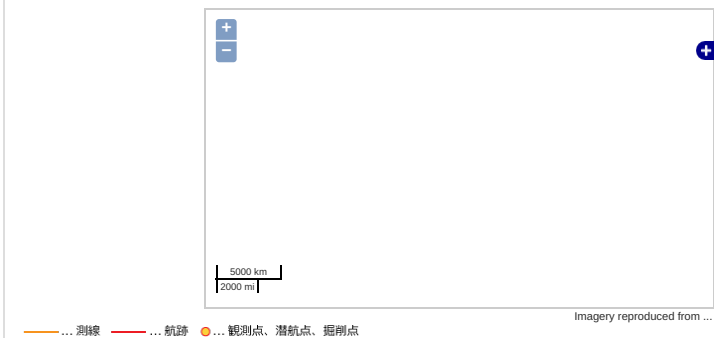 +
−
+
5000 km
2000 mi
Imagery reproduced from ...
... 測線 ... 航跡 ... 観測点、潜航点、掘削点